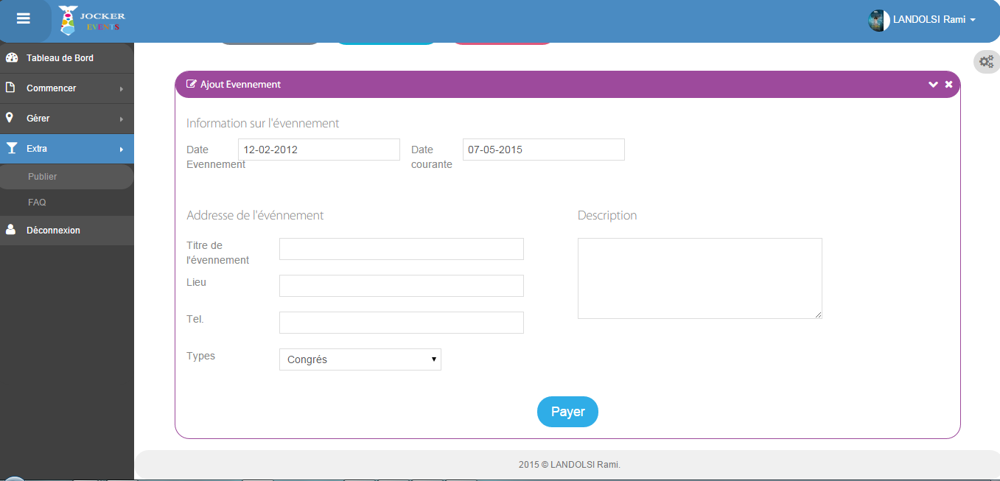 JOCKER
EVENTS
LANDOLSI Rami
Tableau de Bord
Commencer
Gérer
Extra
Publier
FAQ
Déconnexion
Ajout Evennement
Information sur l'évennement
Date
Evennement
12-02-2012
Date
courante
07-05-2015
Addresse de l'événnement
Description
Titre de
l'évennement
Lieu
Tel.
Types
Congrés
Payer
2015 © LANDOLSI Rami.